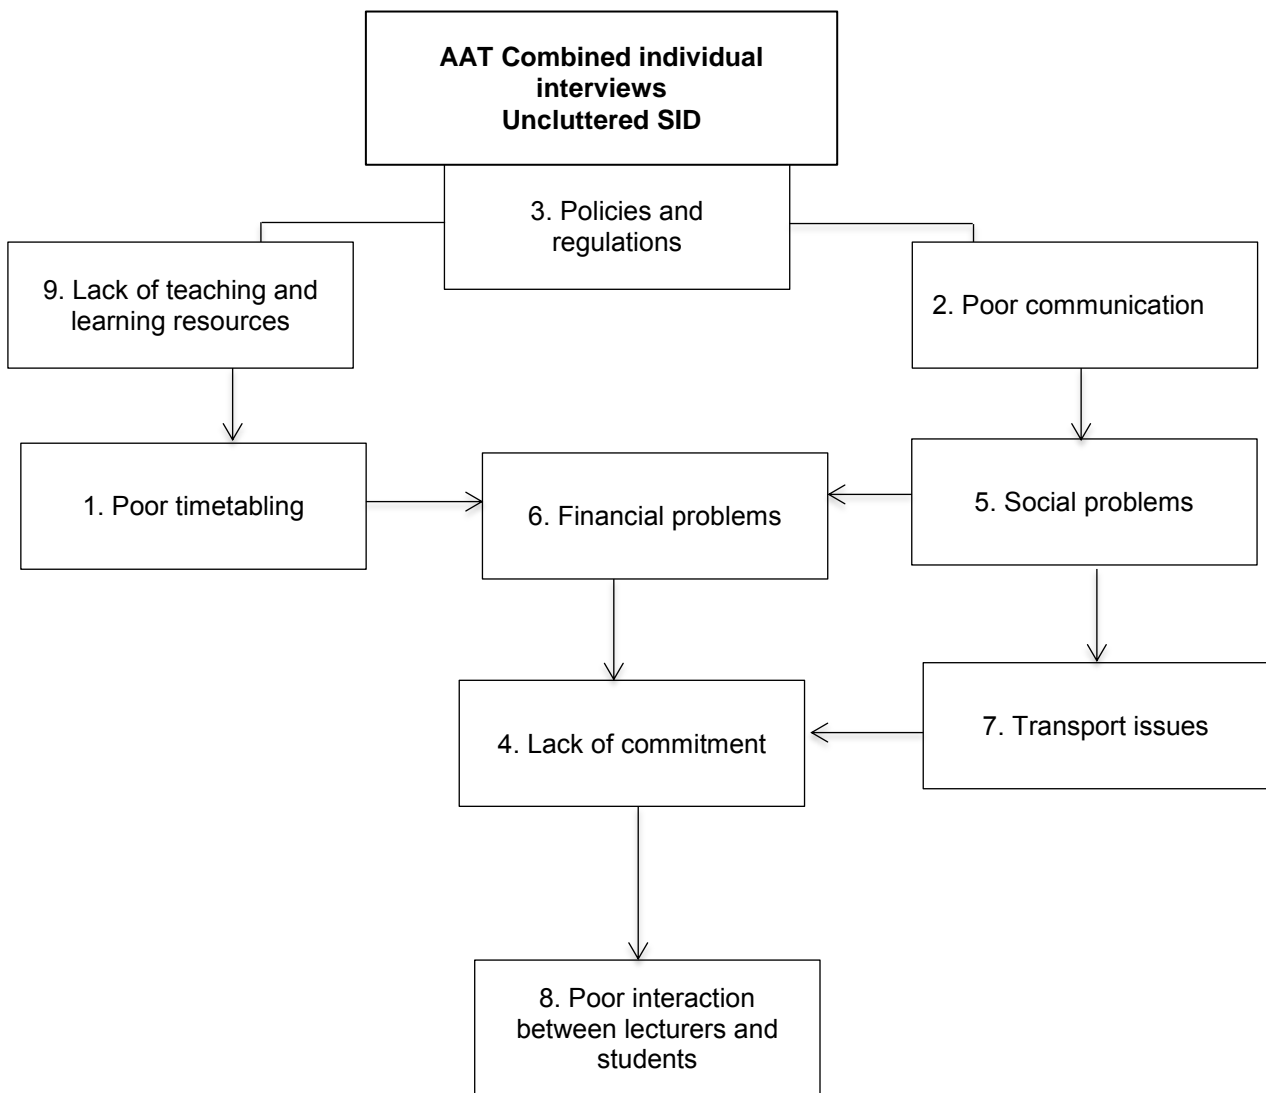 AAT Combined individual
interviews
Uncluttered SID
3. Policies and
regulations
9. Lack of teaching and
learning resources
2. Poor communication
1. Poor timetabling
6. Financial problems
5. Social problems
4. Lack of commitment
7. Transport issues
8. Poor interaction
between lecturers and
students